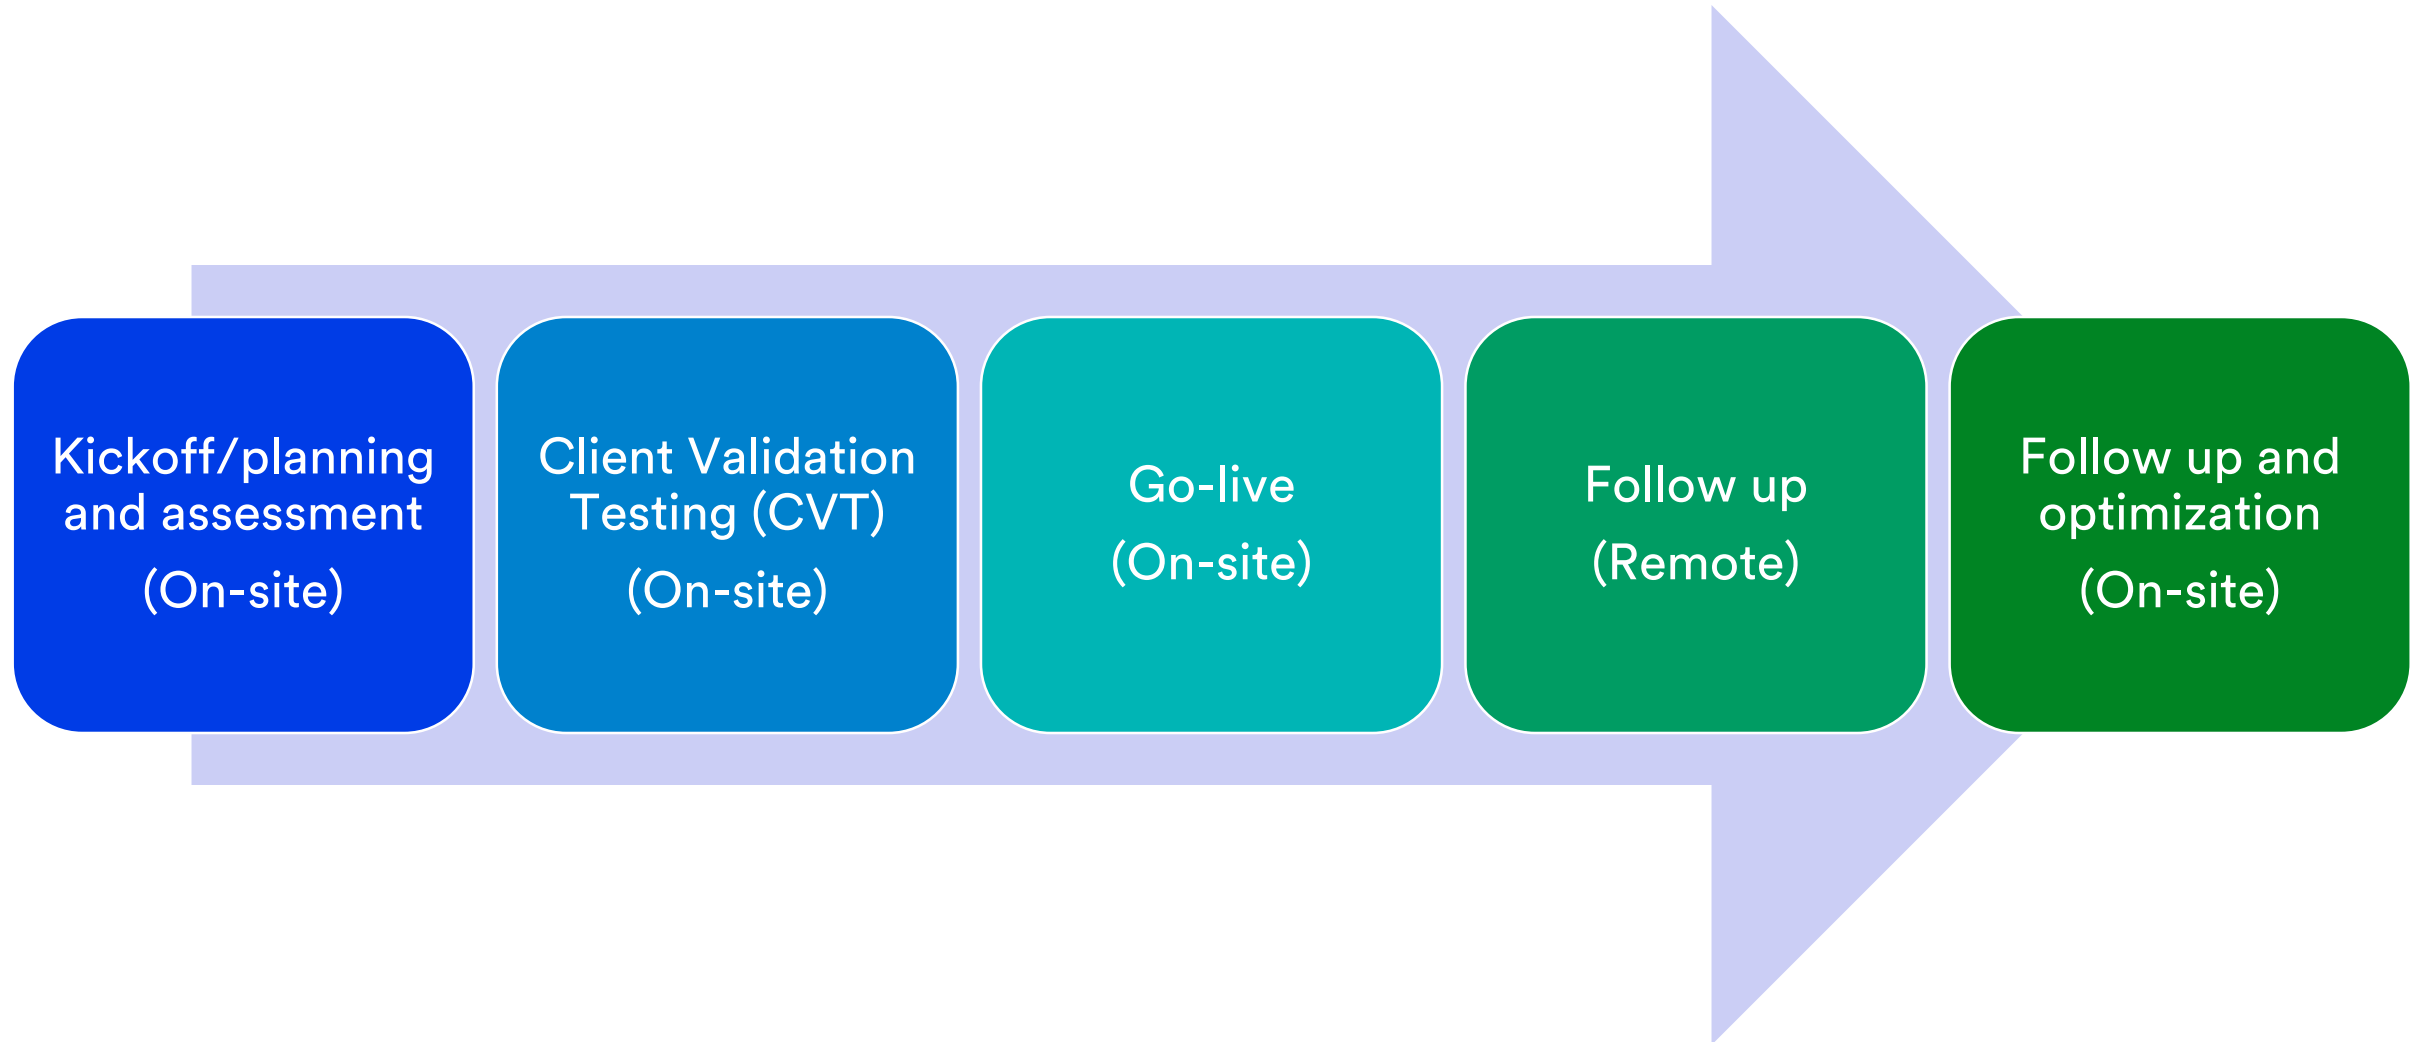 Kickoff/planning
and assessment
(On-site)
Client Validation
Testing (CVT)
(On-site)
Go-live
(On-site)
Follow up
(Remote)
Follow up and
optimization
(On-site)